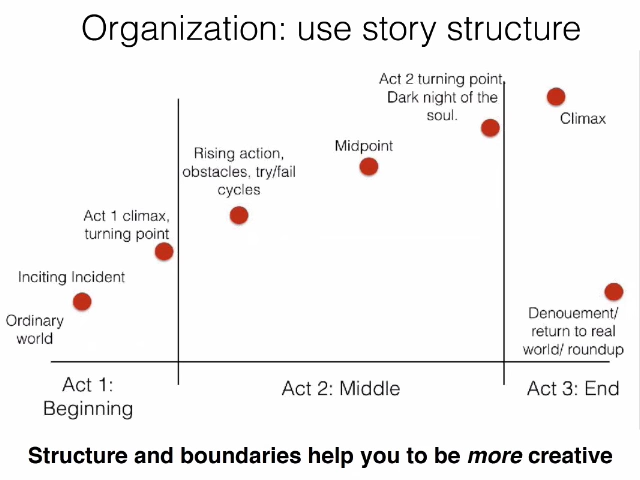 Organization: use story structure
Act 2 turning point,
Dark night of the
soul.
Climax
Midpoint
Rising action,
obstacles, try/fail
cycles
Act 1 climax,
turning point
Inciting Incident
Ordinary
world
Denouement/
return to real
world/ roundup
Act 1:
Beginning
Act 2: Middle
Act 3: End
Structure and boundaries help you to be more creative